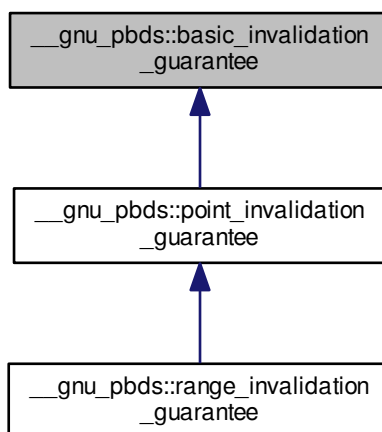 __gnu_pbds::basic_invalidation
_guarantee
__gnu_pbds::point_invalidation
_guarantee
__gnu_pbds::range_invalidation
_guarantee